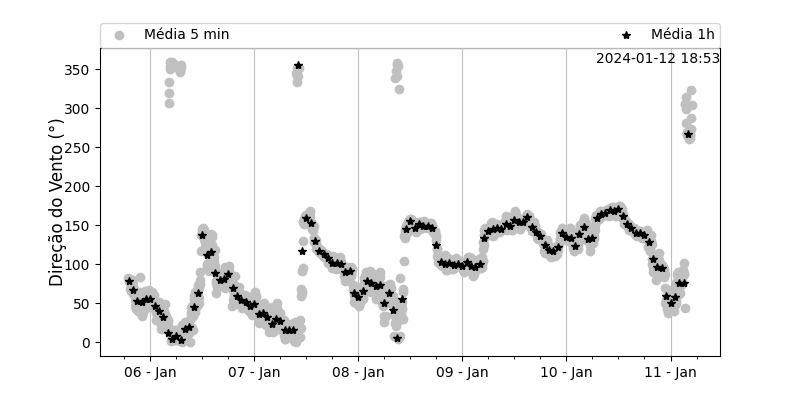 Média 5 min
Média 1h
2024-01-12 18:53
Direção do Vento (°)
350
300
250
200
150
100
50
0
06 - Jan
07 - Jan
08 - Jan
09 - Jan
10 - Jan
11 - Jan